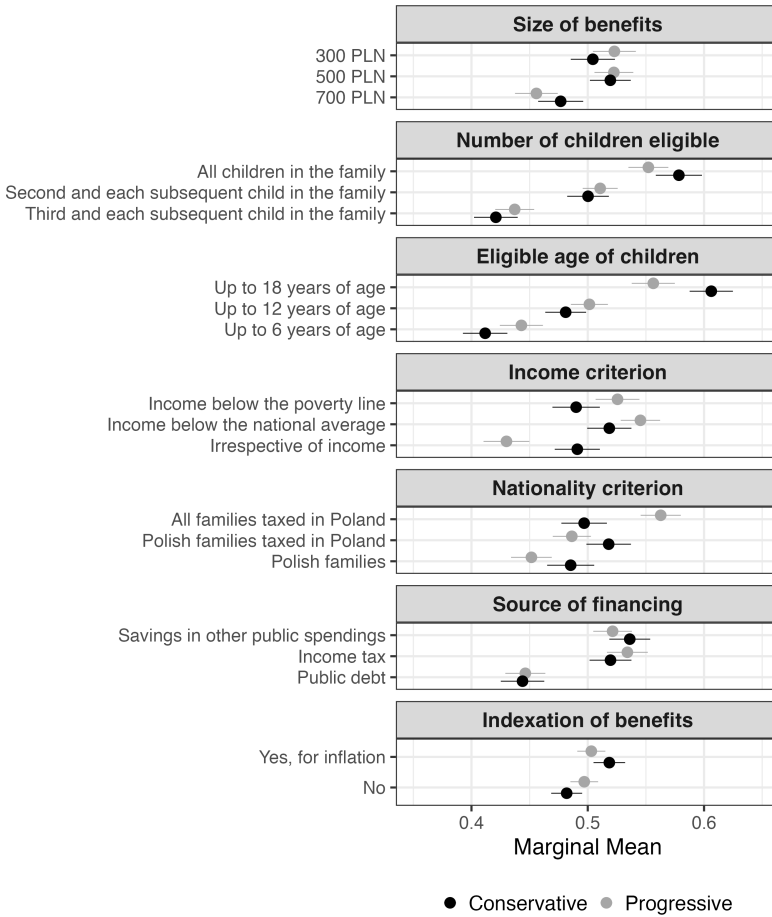 Size of benefits
300 PLN
500 PLN
700 PLN
Number of children eligible
All children in the family
Second and each subsequent child in the family
Third and each subsequent child in the family
Eligible age of children
Up to 18 years of age
Up to 12 years of age
Up to 6 years of age
Income criterion
Income below the poverty line
Income below the national average
Irrespective of income
Nationality criterion
All families taxed in Poland
Polish families taxed in Poland
Polish families
Source of financing
Savings in other public spendings
Income tax
Public debt
Indexation of benefits
Yes, for inflation
No
0.4 0.5 0.6
Marginal Mean
Conservative Progressive